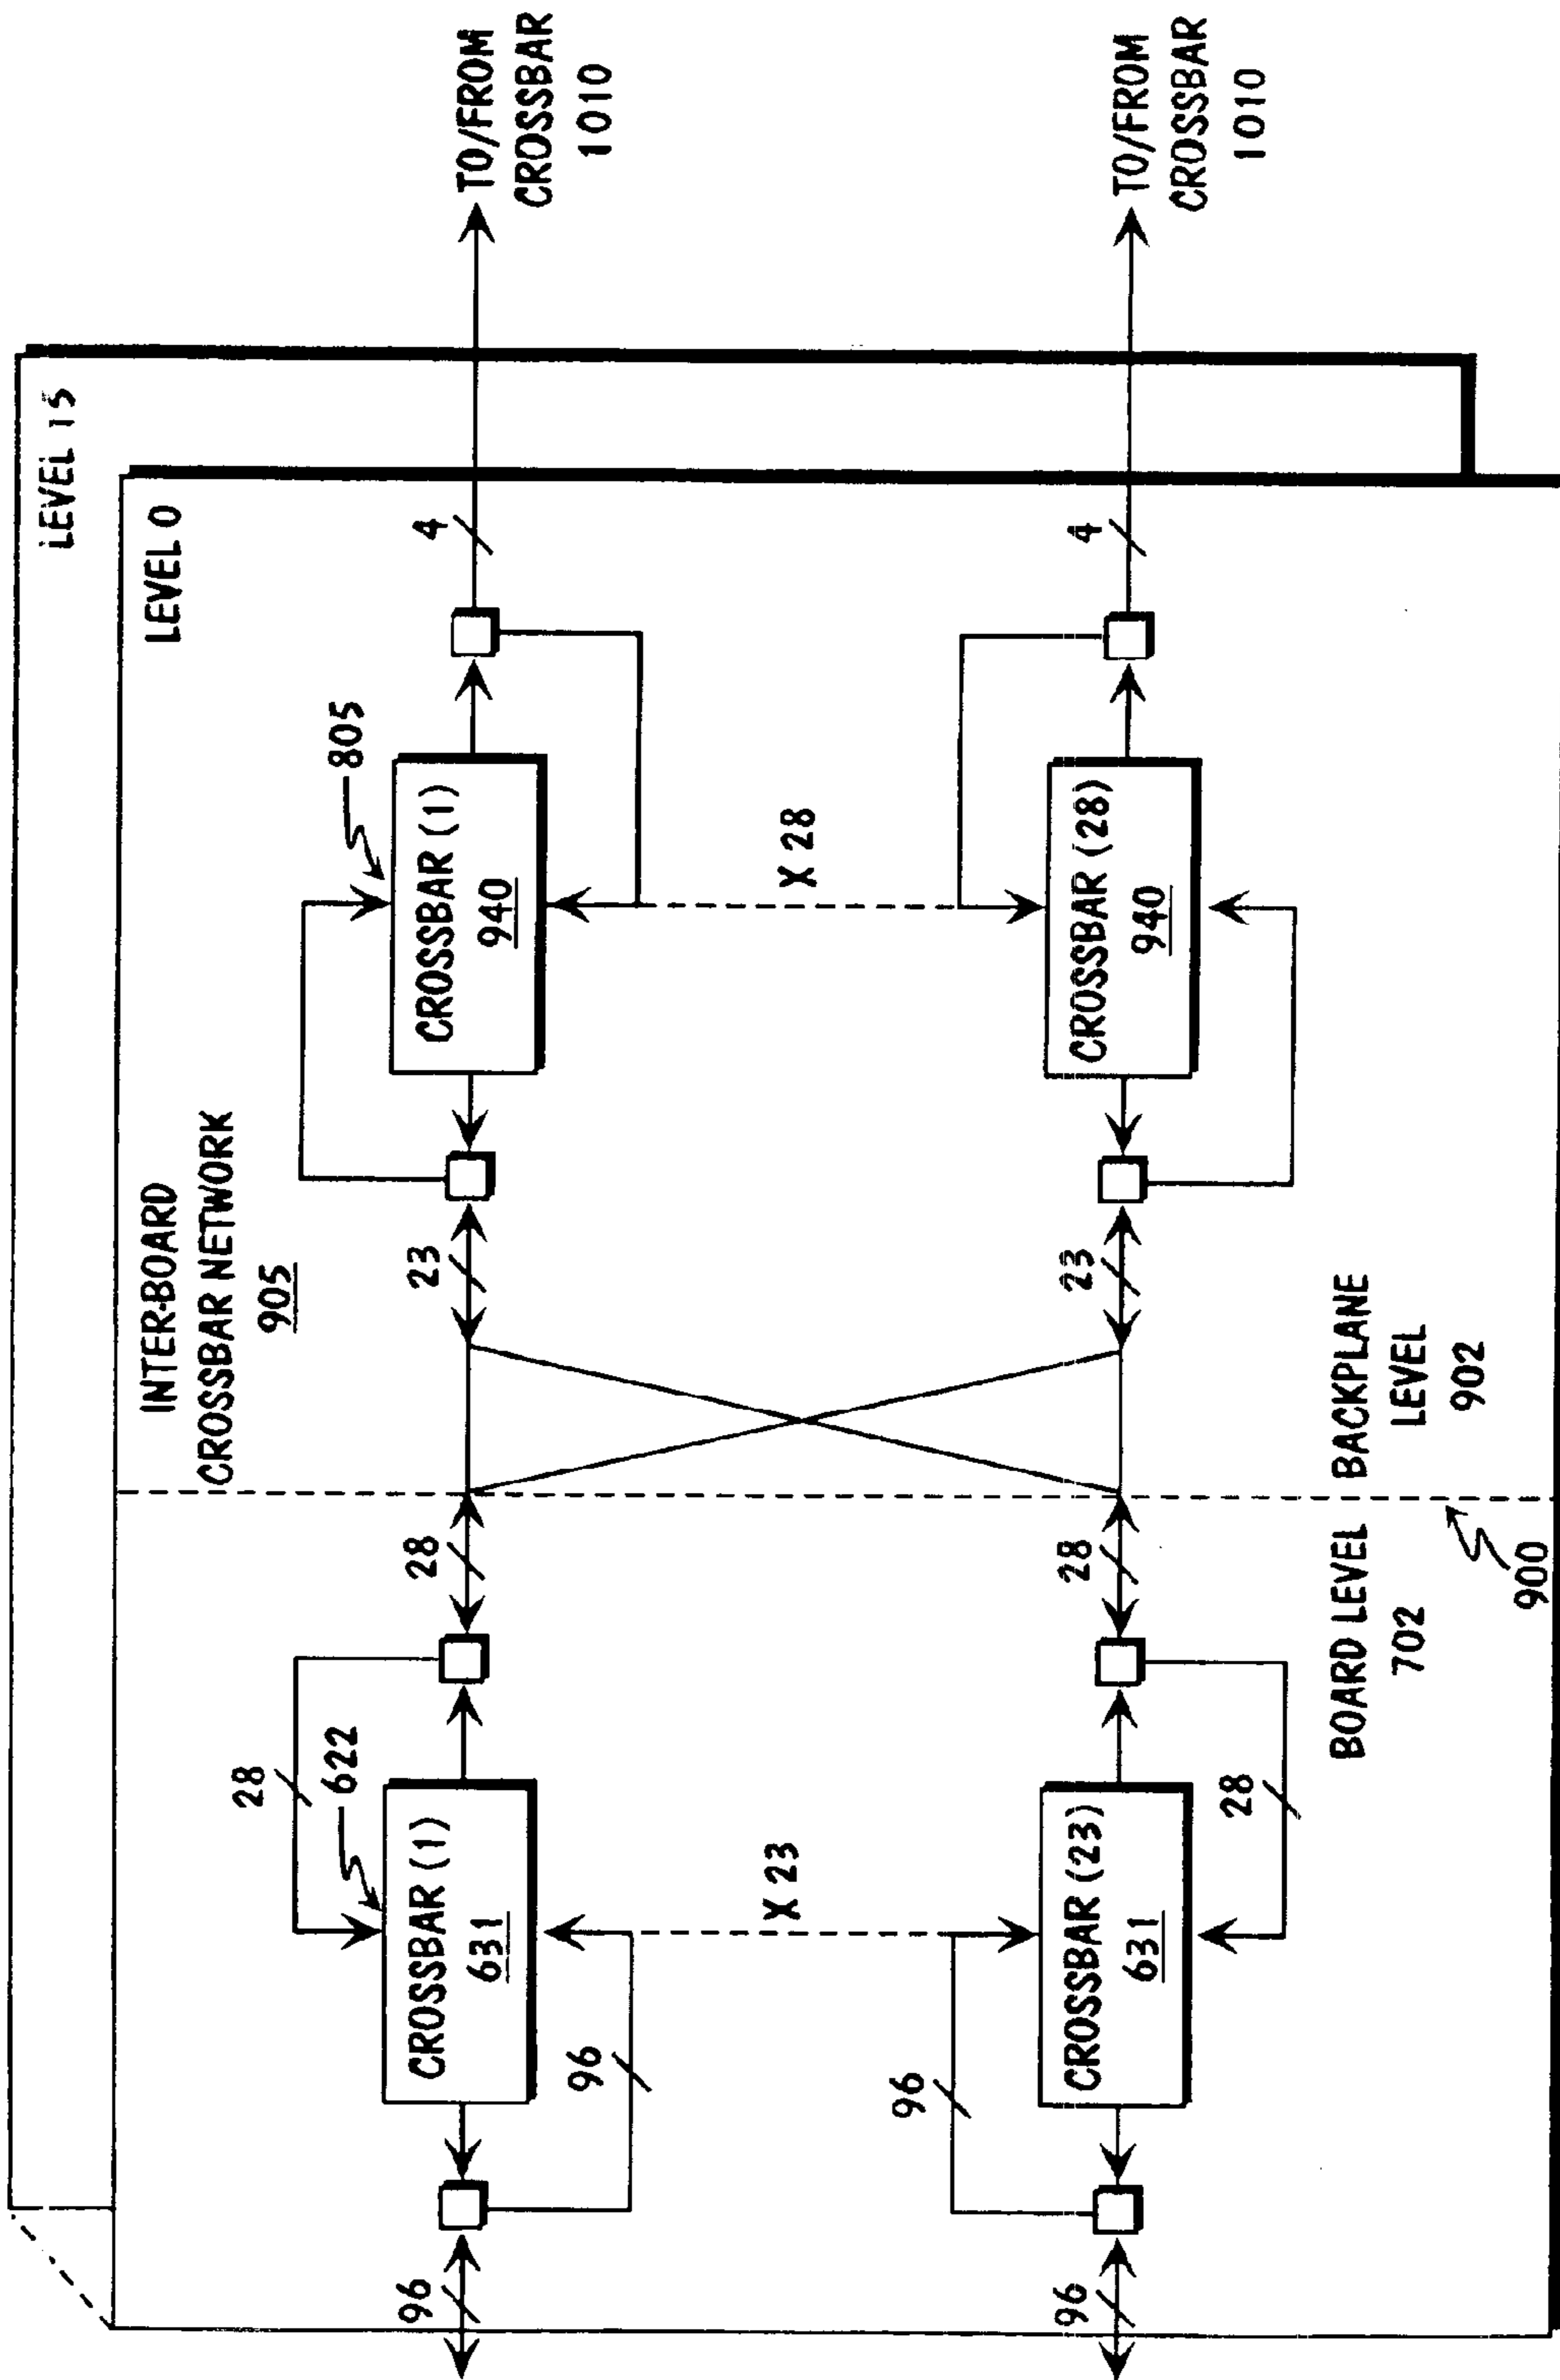 LEVEL 15
LEVEL 0
INTER-BOARD
CROSSBAR NETWORK
905
622
805
28
28
23
4
96
CROSSBAR (1)
631
CROSSBAR (1)
940
TO/FROM
CROSSBAR
1010
96
X 23
X 28
96
96
28
23
4
CROSSBAR (23)
631
CROSSBAR (28)
940
TO/FROM
CROSSBAR
1010
28
BOARD LEVEL
702
BACKPLANE
LEVEL
902
900